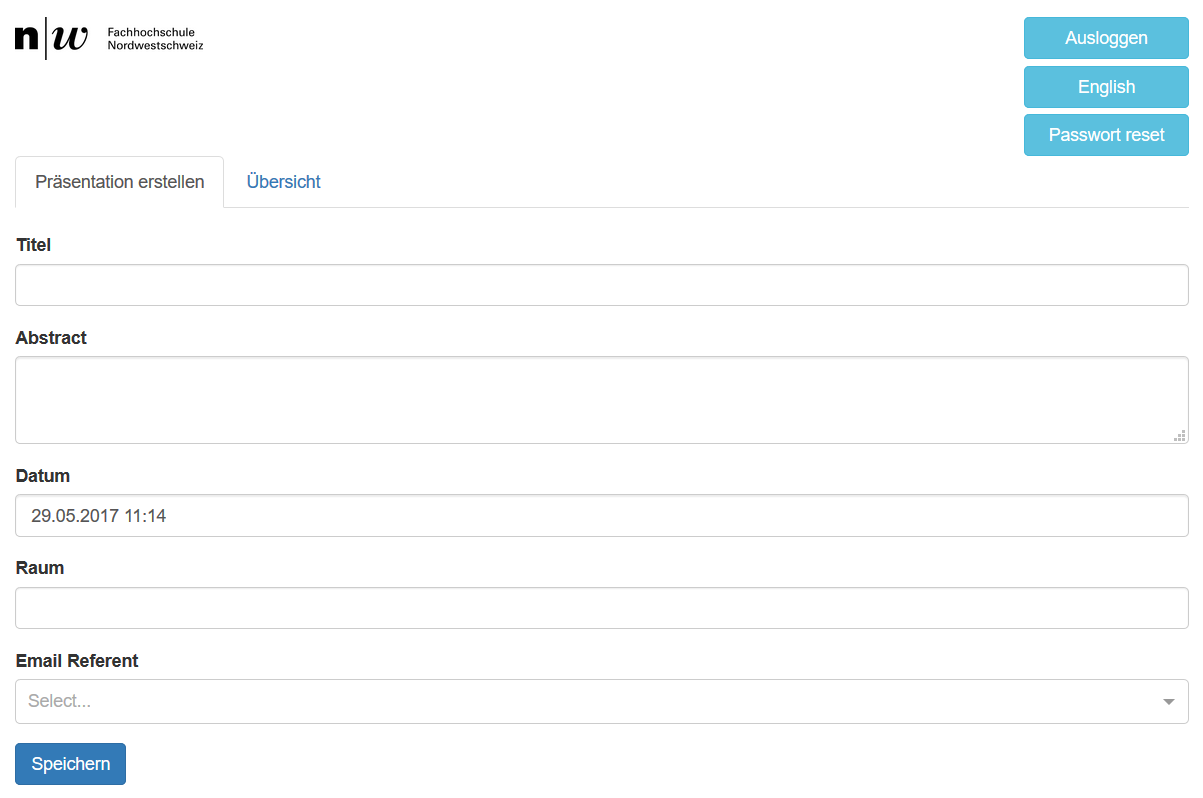 n|w Fachhochschule
Nordwestschweiz
Ausloggen
English
Passwort reset
Präsentation erstellen Übersicht
Titel
Abstract
Datum
29.05.2017 11:14
Raum
Email Referent
Select...
Speichern